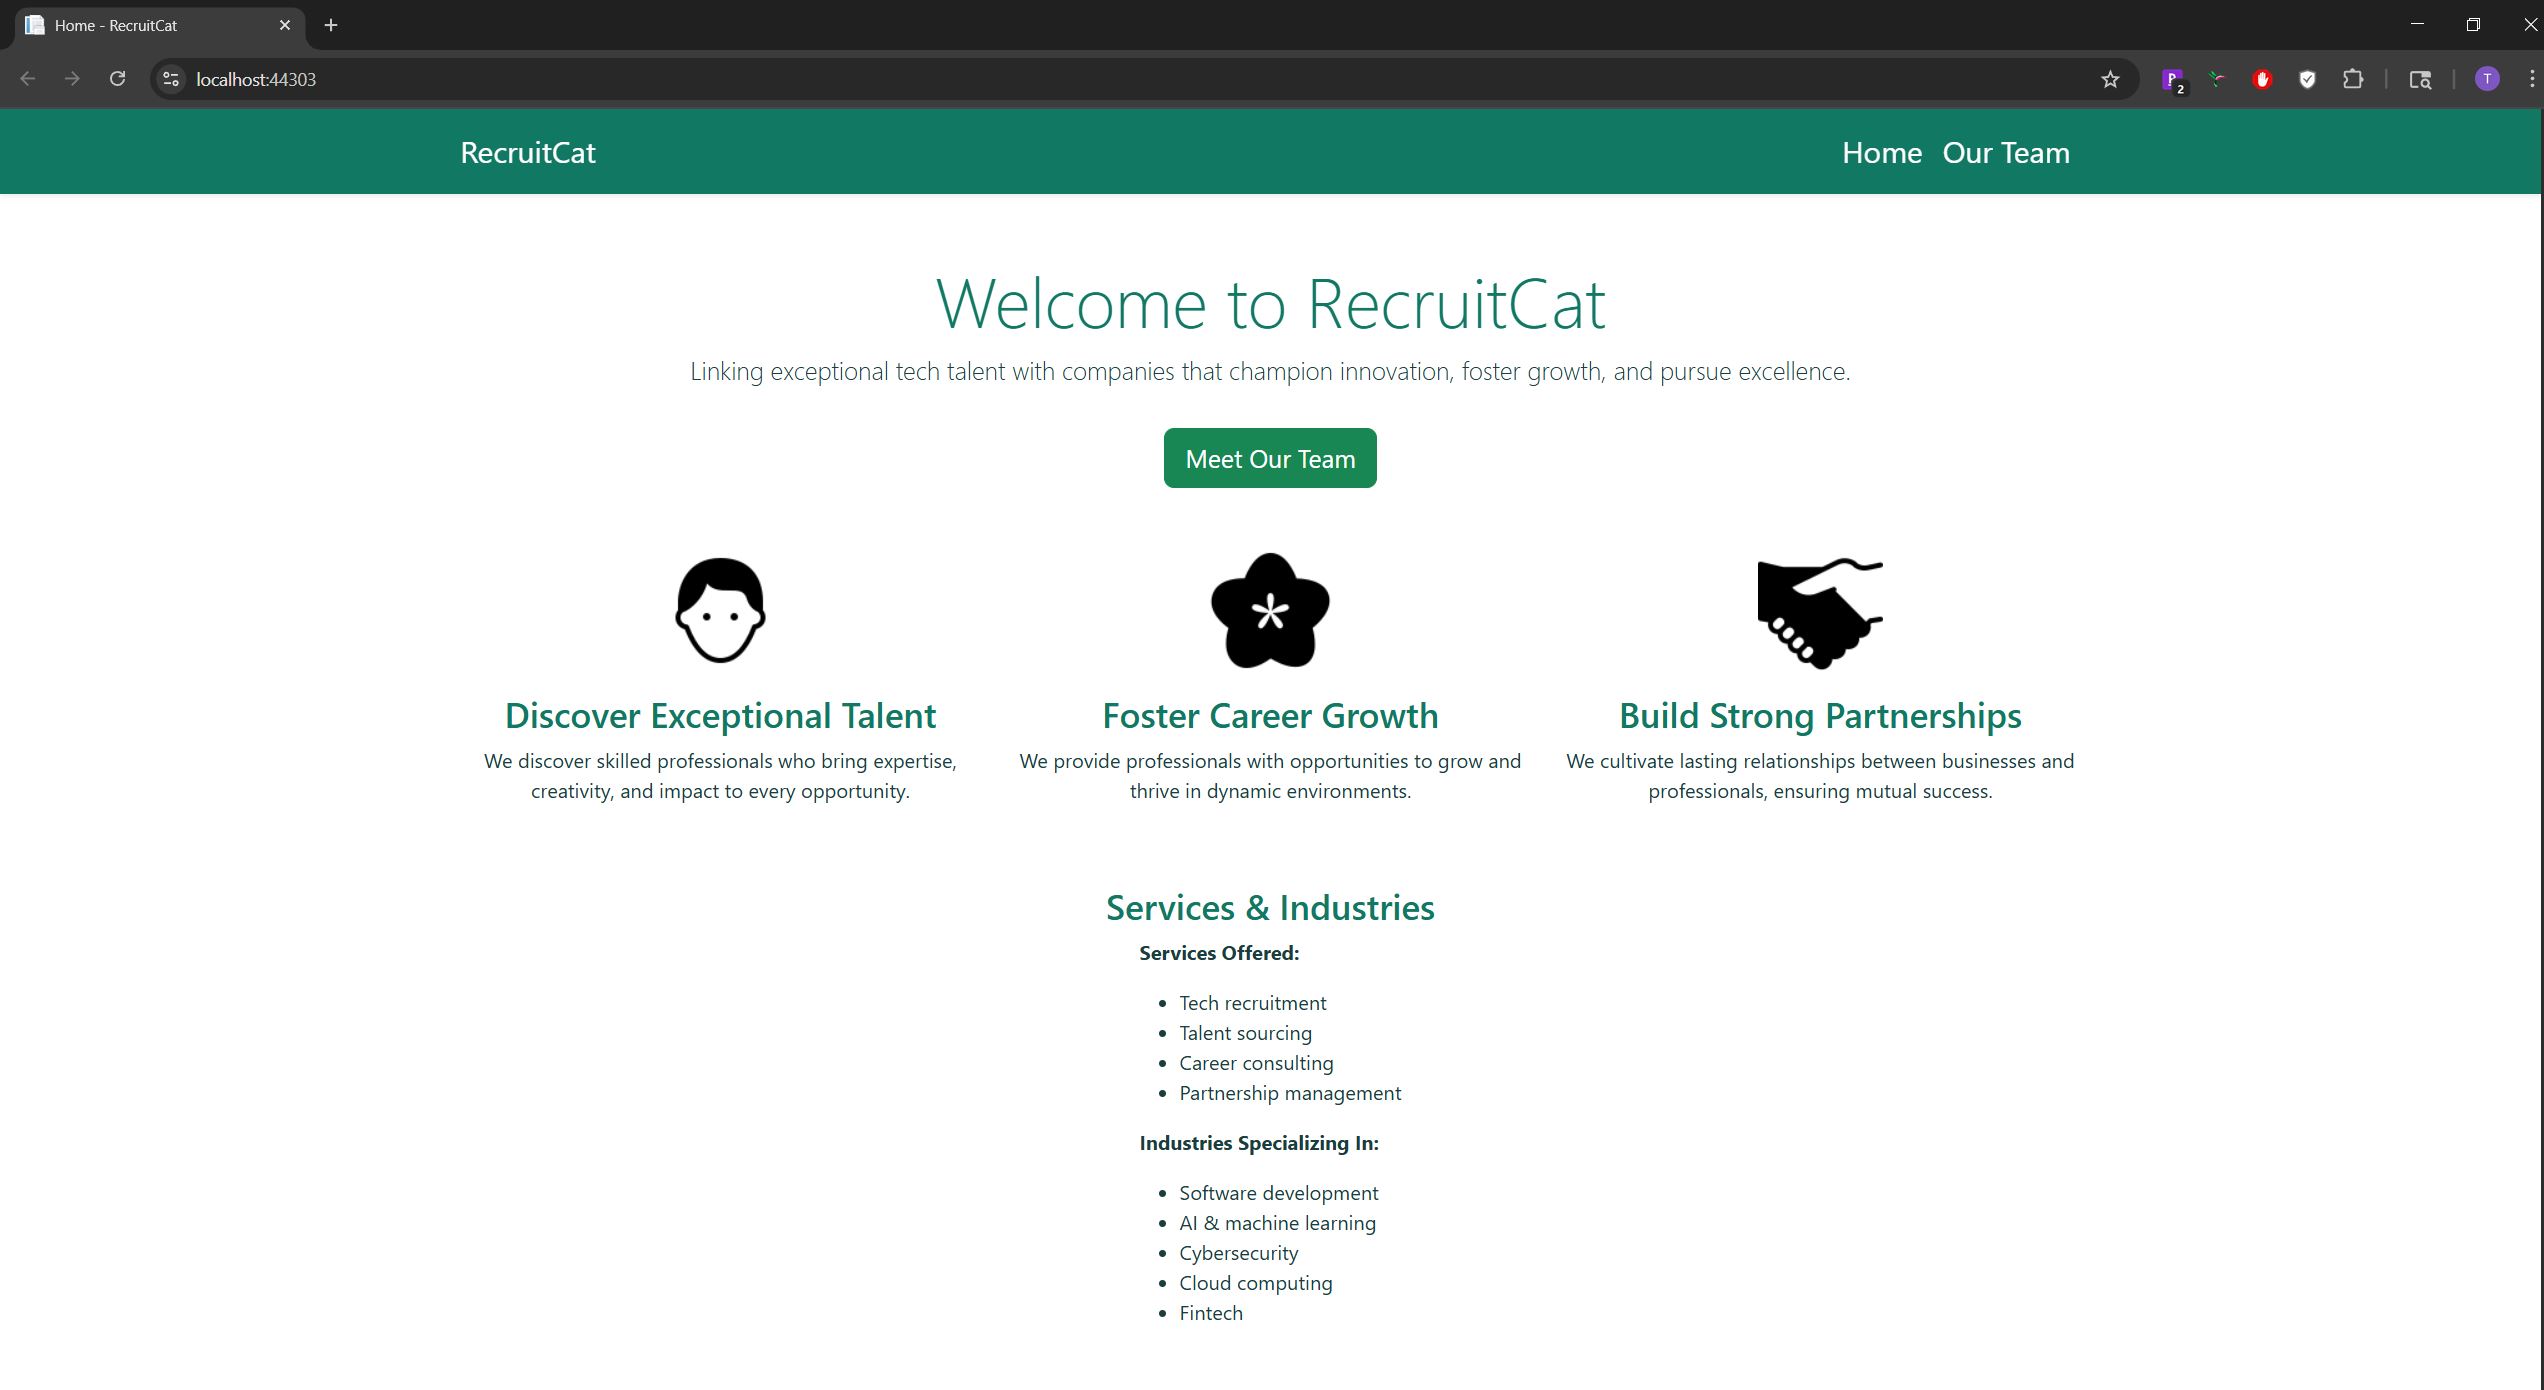 Home - RecruitCat
localhost:44303
2
T
RecruitCat
Home Our Team
Welcome to RecruitCat
Linking exceptional tech talent with companies that champion innovation, foster growth, and pursue excellence.
Meet Our Team
Discover Exceptional Talent
We discover skilled professionals who bring expertise,
creativity, and impact to every opportunity.
Foster Career Growth
We provide professionals with opportunities to grow and
thrive in dynamic environments.
Build Strong Partnerships
We cultivate lasting relationships between businesses and
professionals, ensuring mutual success.
Services & Industries
Services Offered:
• Tech recruitment
• Talent sourcing
• Career consulting
• Partnership management
Industries Specializing In:
• Software development
• AI & machine learning
• Cybersecurity
• Cloud computing
• Fintech